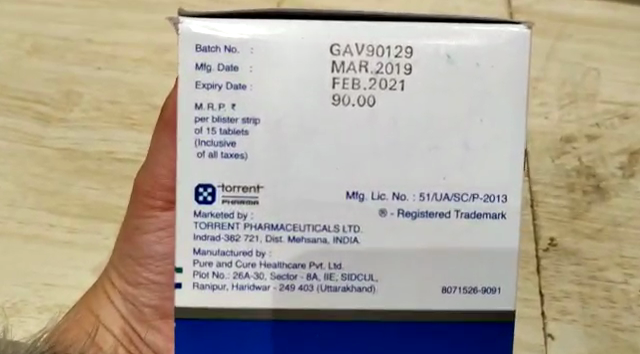 Batch No. : GAV90129
Mfg. Date : MAR.2019
Expiry Date : FEB.2021
M.R.P. ₹ 90.00
per blister strip
of 15 tablets
(Inclusive
of all taxes)
torrent
PHARMA
Mfg. Lic. No. : 51/UA/SC/P-2013
® - Registered Trademark
Marketed by :
TORRENT PHARMACEUTICALS LTD.
Indrad-382 721, Dist. Mehsana, INDIA.
Manufactured by :
Pure and Cure Healthcare Pvt. Ltd.
Plot No.: 26A-30, Sector - 8A, IIE, SIDCUL,
Ranipur, Haridwar - 249 403 (Uttarakhand)
8071526-9091